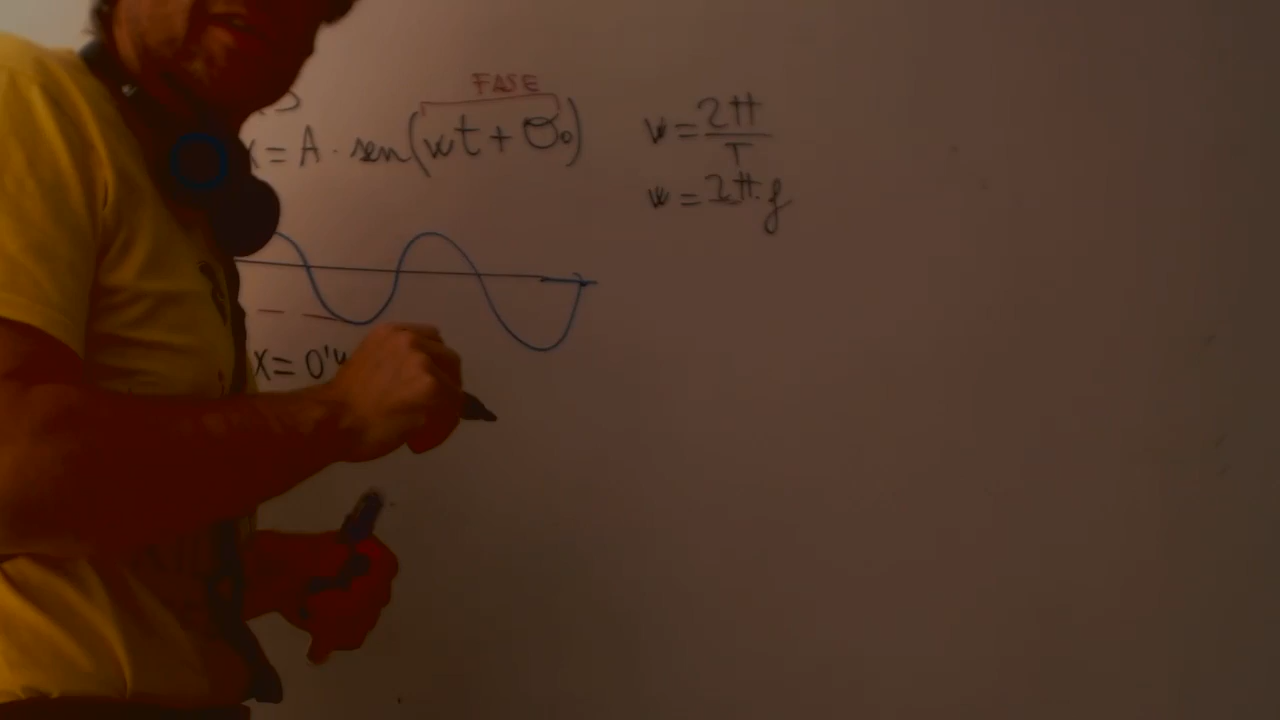 FASE
x = A · sen(wt + θ₀)
w = 2π/T
w = 2π·f
x = 0'4